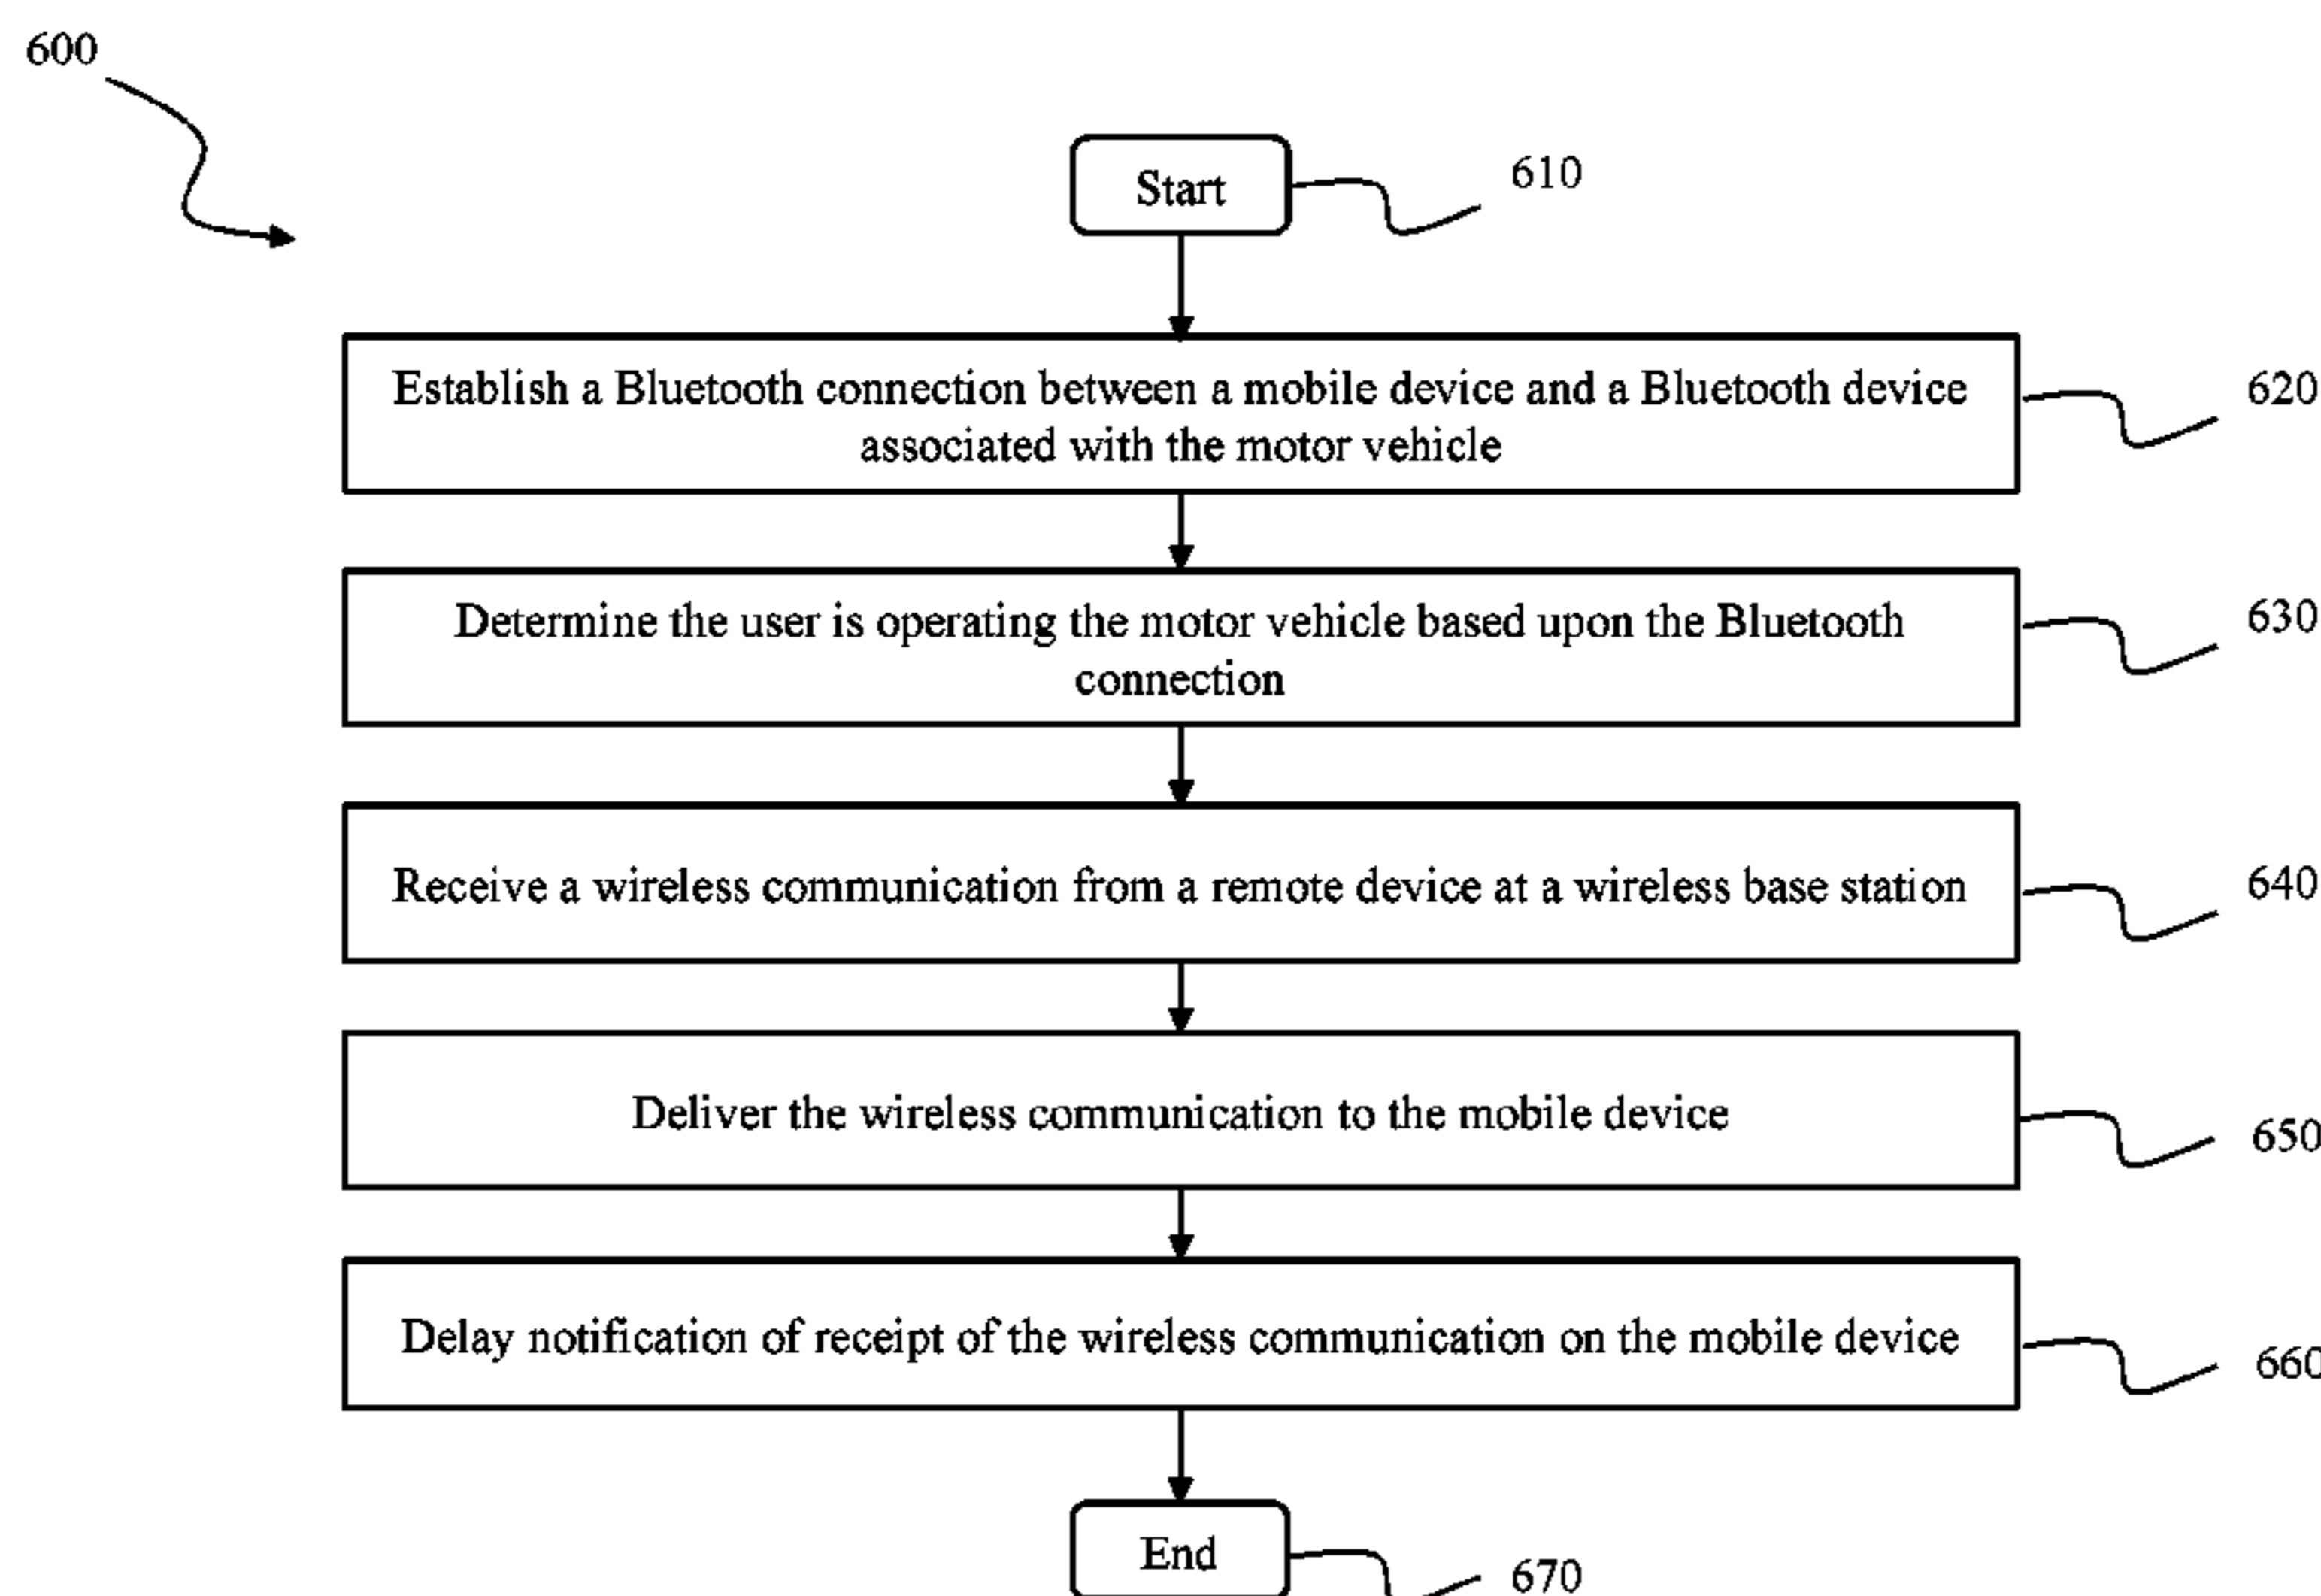 600
Start
610
Establish a Bluetooth connection between a mobile device and a Bluetooth device
associated with the motor vehicle
620
Determine the user is operating the motor vehicle based upon the Bluetooth
connection
630
Receive a wireless communication from a remote device at a wireless base station
640
Deliver the wireless communication to the mobile device
650
Delay notification of receipt of the wireless communication on the mobile device
660
End
670